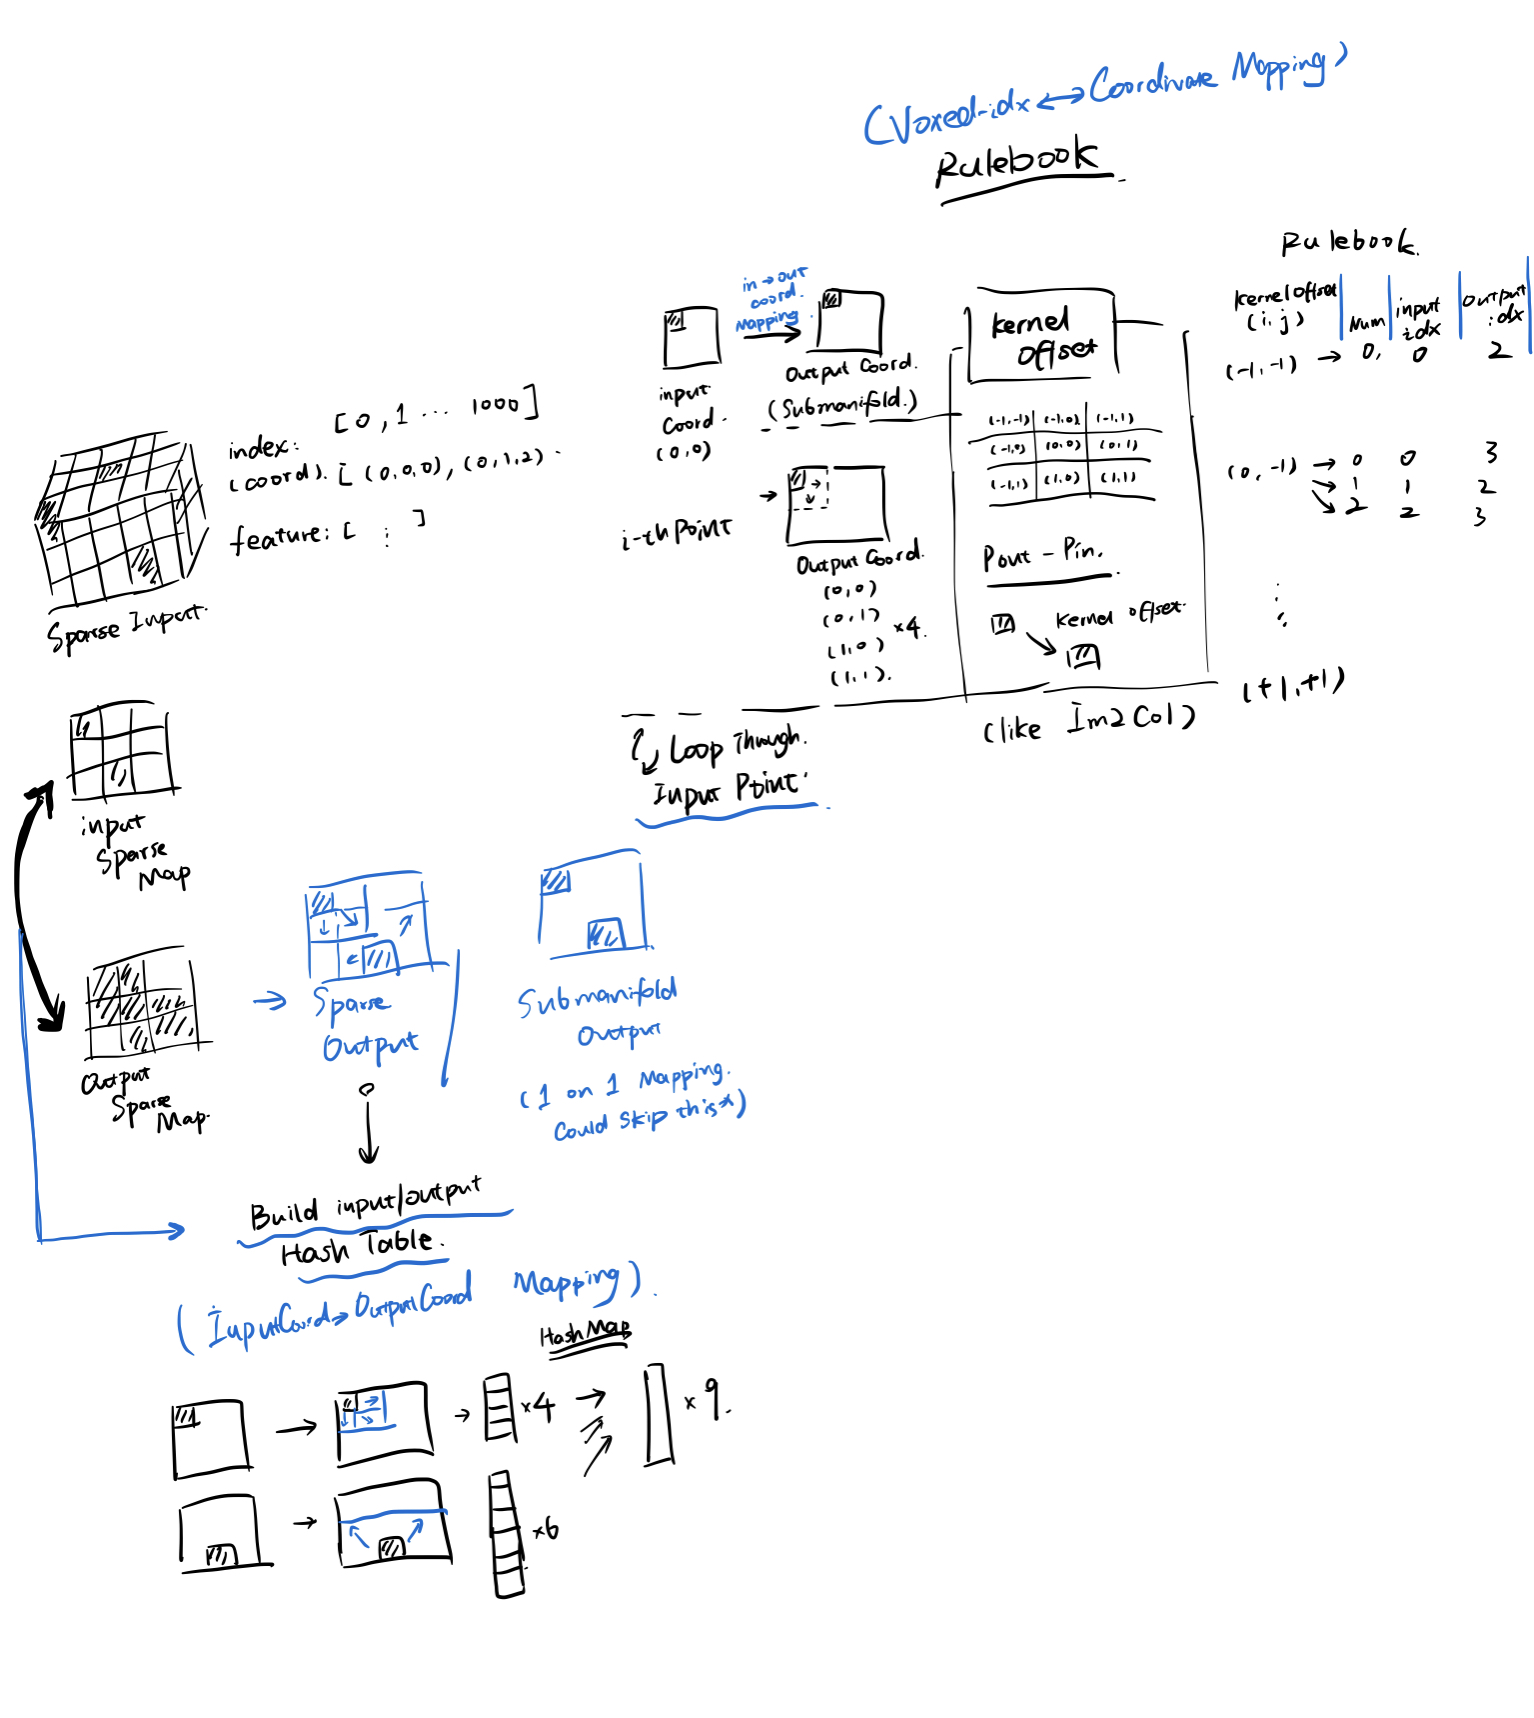 (Voxed-idx ↔ Coordinate Mapping)
Rulebook
index: [0, 1 ... 1000]
(coord). [(0,0,0), (0,1,2).
feature: [ ⋮ ]
Sparse Input.
in → out
coord.
Mapping.
input
Coord.
(0,0)
Output Coord.
(Submanifold.)
i-th Point
Output Coord.
(0,0)
(0,1)
(1,0)
(1,1).
×4.
Loop Through.
Input Point.
kernel
offset
(-1,-1) (-1,0) (-1,1)
(-1,0) (0,0) (0,1)
(-1,1) (1,0) (1,1)
Pout - Pin.
kernel offset.
(like Im2Col)
Rulebook.
kernel offset
(i,j)
Num
input
idx
output
idx
(-1,-1) → 0, 0 2
(0,-1) → 0 0 3
1 1 2
2 2 3
⋮
(+1,+1)
input
Sparse
Map
Output
Sparse
Map.
→ Sparse
Output
Submanifold
Output
(1 on 1 Mapping.
Could skip this*)
Build input/output
Hash Table.
(InputCoord → OutputCoord Mapping).
HashMap
×4
× 9.
×6